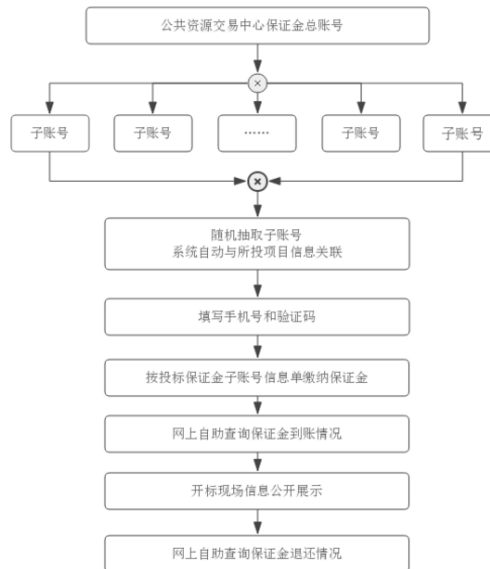 公共资源交易中心保证金总账号
子账号
子账号
……
子账号
子账号
随机抽取子账号
系统自动与所投项目信息关联
填写手机号和验证码
按投标保证金子账号信息单缴纳保证金
网上自助查询保证金到账情况
开标现场信息公开展示
网上自助查询保证金退还情况